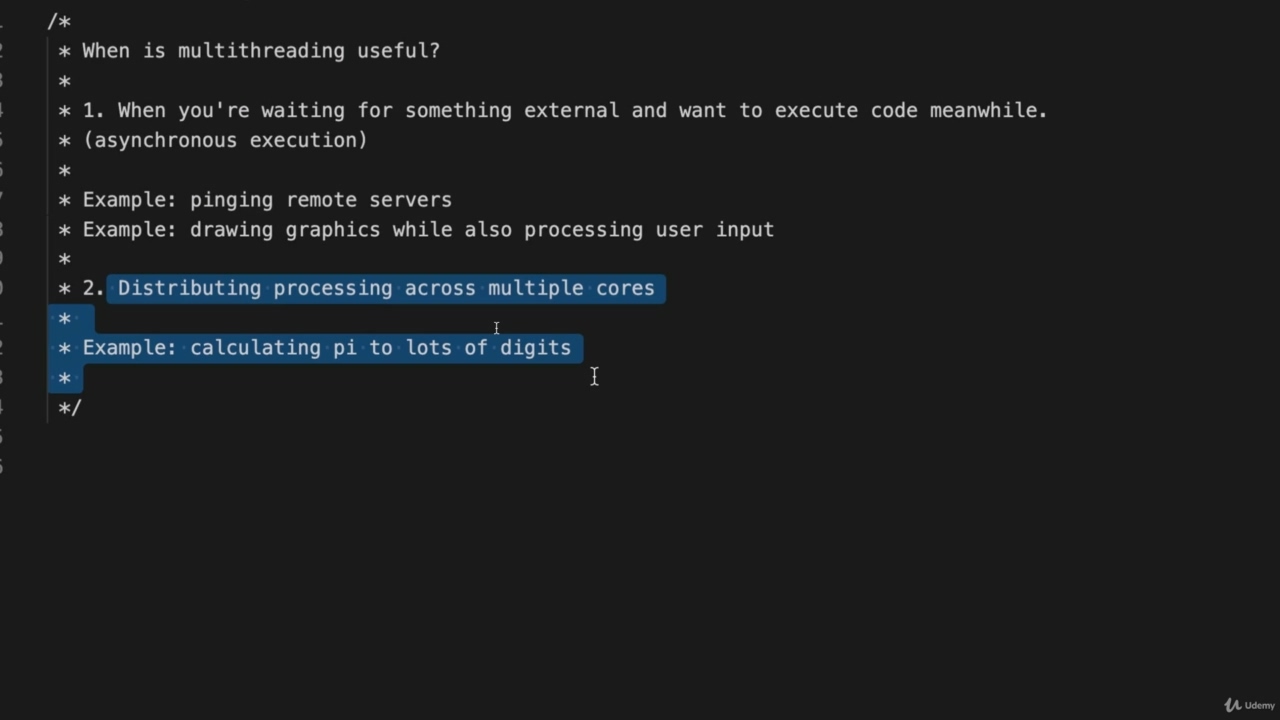 /*
* When is multithreading useful?
*
* 1. When you're waiting for something external and want to execute code meanwhile.
* (asynchronous execution)
*
* Example: pinging remote servers
* Example: drawing graphics while also processing user input
*
* 2. Distributing processing across multiple cores
*
* Example: calculating pi to lots of digits
*
*/
Udemy